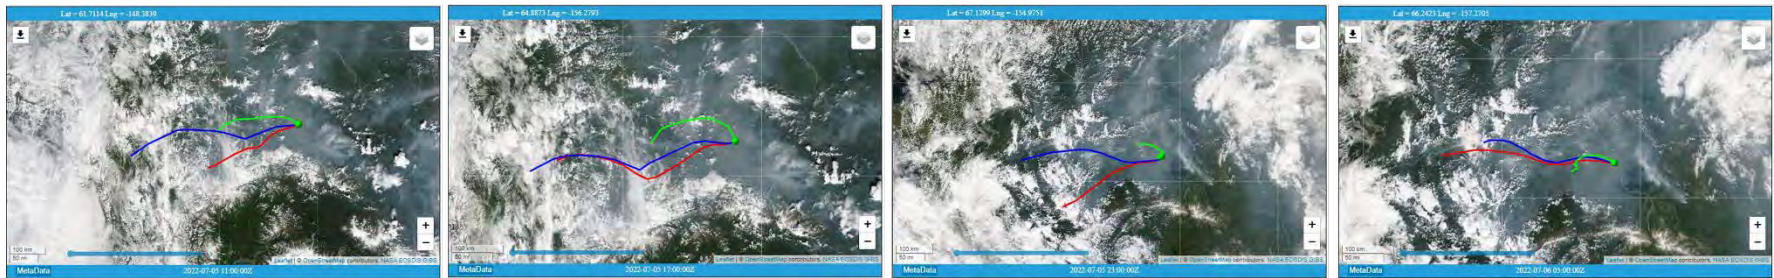 Lat = 61.7114 Lng = -148.3839
100 km
50 mi
+
−
Leaflet | © OpenStreetMap contributors, NASA EOSDIS GIBS
MetaData
2022-07-05 11:00:00Z
Lat = 64.8873 Lng = -156.2793
100 km
50 mi
+
−
Leaflet | © OpenStreetMap contributors, NASA EOSDIS GIBS
MetaData
2022-07-05 17:00:00Z
Lat = 67.1799 Lng = -154.9751
100 km
50 mi
+
−
Leaflet | © OpenStreetMap contributors, NASA EOSDIS GIBS
MetaData
2022-07-05 23:00:00Z
Lat = 66.2423 Lng = -157.2705
100 km
50 mi
+
−
Leaflet | © OpenStreetMap contributors, NASA EOSDIS GIBS
MetaData
2022-07-06 05:00:00Z